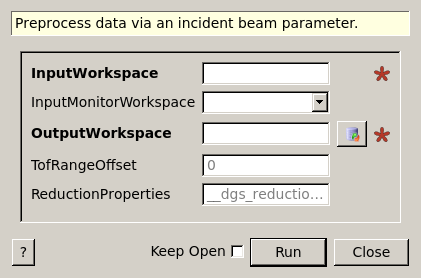 Preprocess data via an incident beam parameter.
InputWorkspace
InputMonitorWorkspace
OutputWorkspace
TofRangeOffset 0
ReductionProperties __dgs_reductio...
? Keep Open Run Close